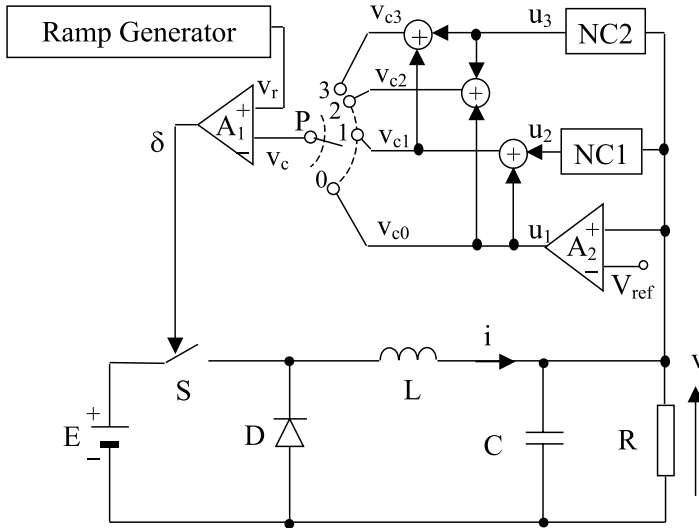 Ramp Generator
v_c3
u_3
NC2
3
v_r
v_c2
+
+
A_1
+
−
P
2
1
v_c1
u_2
NC1
δ
v_c
+
0
v_c0
u_1
A_2
+
−
V_ref
i
v
S
L
E
+
−
D
C
R